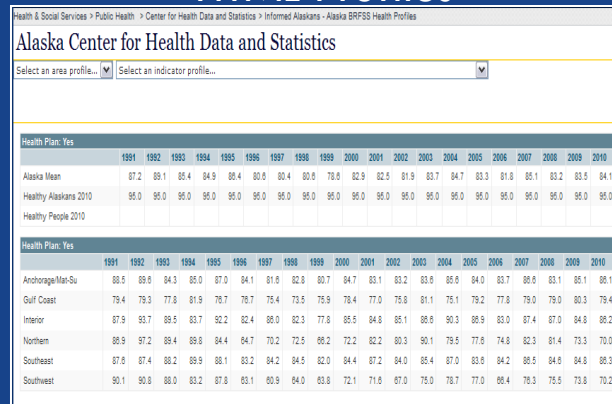 Health & Social Services > Public Health > Center for Health Data and Statistics > Informed Alaskans - Alaska BRFSS Health Profiles
Alaska Center for Health Data and Statistics
Select an area profile... Select an indicator profile...
Health Plan: Yes
1991 1992 1993 1994 1995 1996 1997 1998 1999 2000 2001 2002 2003 2004 2005 2006 2007 2008 2009 2010
Alaska Mean 87.2 89.1 85.4 84.9 86.4 80.6 80.4 80.6 78.6 82.9 82.5 81.9 83.7 84.7 83.3 81.8 85.1 83.2 83.5 84.1
Healthy Alaskans 2010 95.0 95.0 95.0 95.0 95.0 95.0 95.0 95.0 95.0 95.0 95.0 95.0 95.0 95.0 95.0 95.0 95.0 95.0 95.0 95.0
Healthy People 2010
Health Plan: Yes
1991 1992 1993 1994 1995 1996 1997 1998 1999 2000 2001 2002 2003 2004 2005 2006 2007 2008 2009 2010
Anchorage/Mat-Su 88.5 89.6 84.3 85.0 87.0 84.1 81.6 82.8 80.7 84.7 83.1 83.2 83.6 85.6 84.0 83.7 86.6 83.1 85.1 86.1
Gulf Coast 79.4 79.3 77.8 81.9 76.7 76.7 75.4 73.5 75.9 78.4 77.0 75.8 81.1 75.1 79.2 77.8 79.0 79.0 80.3 79.4
Interior 87.9 93.7 89.5 83.7 92.2 82.4 86.0 82.3 77.8 85.5 84.8 85.1 86.6 90.3 86.9 83.0 87.4 87.0 84.8 86.2
Northern 86.9 97.2 89.4 89.8 84.4 64.7 70.2 72.5 66.2 72.2 82.2 80.3 90.1 79.5 77.6 74.8 82.3 81.4 73.3 70.0
Southeast 87.6 87.4 88.2 89.9 88.1 83.2 84.2 84.5 82.0 84.4 87.2 84.0 85.4 87.0 83.6 84.2 86.5 84.6 84.8 86.3
Southwest 90.1 90.8 88.0 83.2 87.8 63.1 60.9 64.0 63.8 72.1 71.6 67.0 75.0 78.7 77.0 66.4 76.3 75.5 73.8 70.2